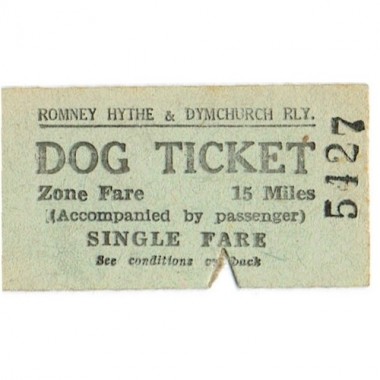 ROMNEY HYTHE & DYMCHURCH RLY.
DOG TICKET
Zone Fare 15 Miles
(Accompanied by passenger)
SINGLE FARE
See conditions on back
5427